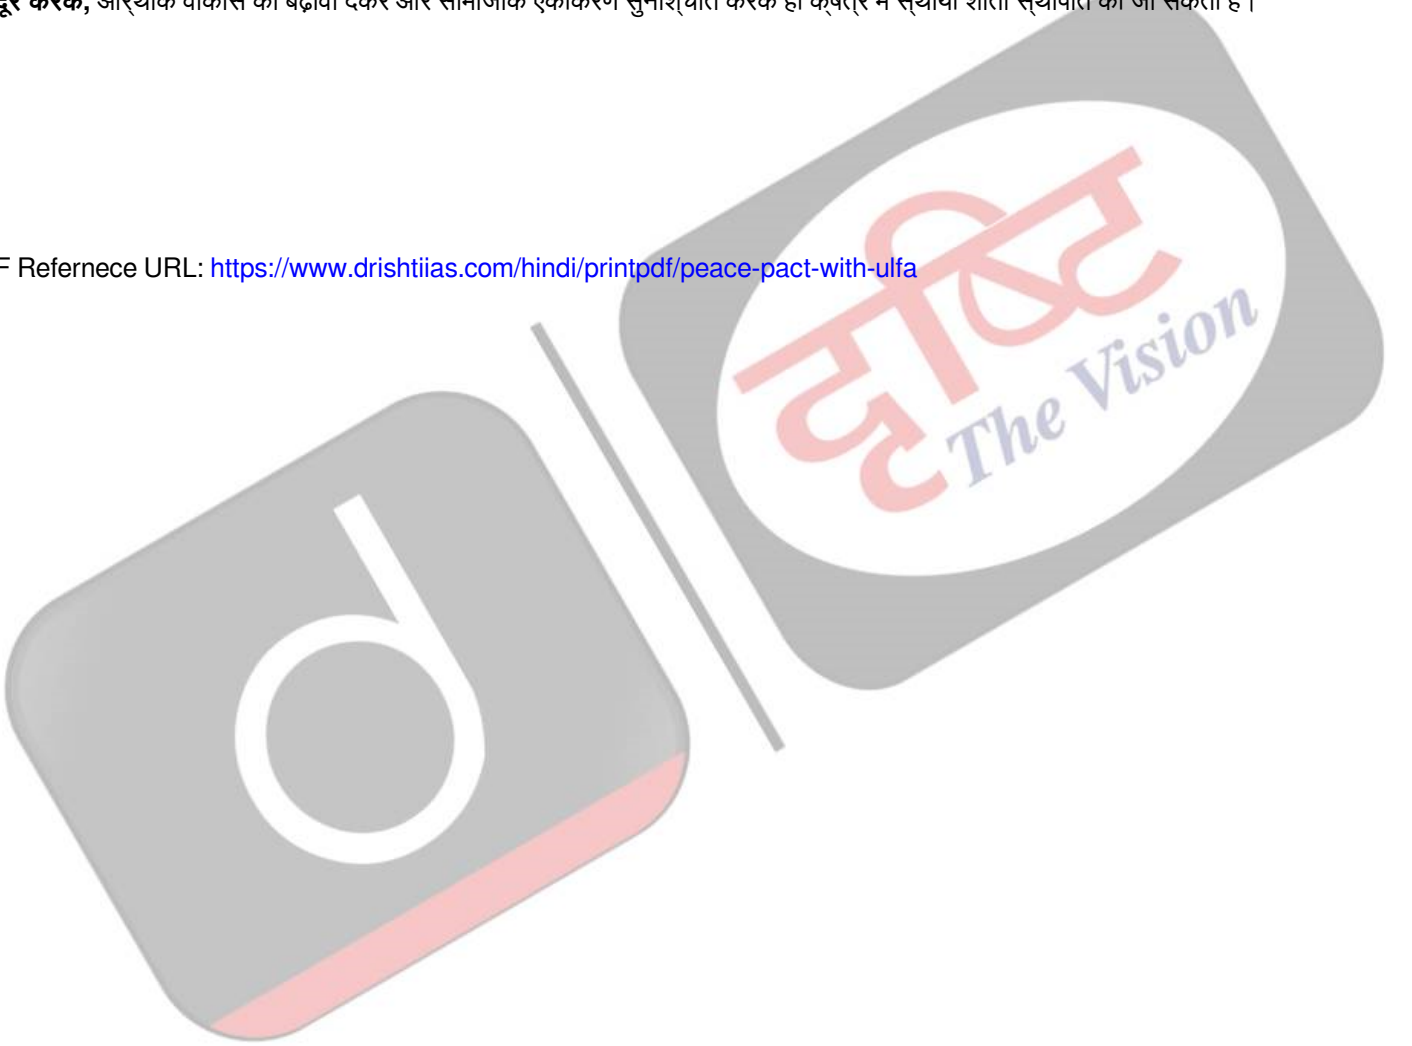 दूर करके, आर्थिक विकास को बढ़ावा देकर और सामाजिक एकीकरण सुनिश्चित करके ही क्षेत्र में स्थायी शांति स्थापित की जा सकती है।
F Refernece URL: https://www.drishtiias.com/hindi/printpdf/peace-pact-with-ulfa
दृष्टि
The Vision
d